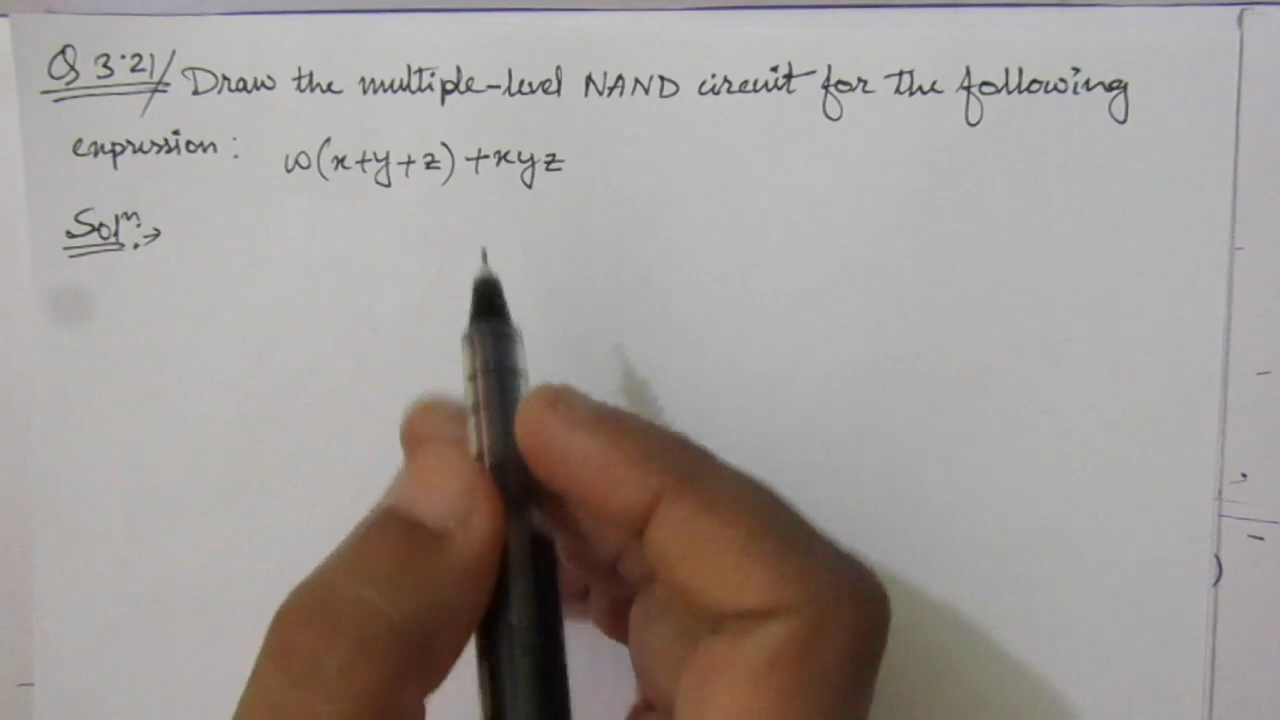 Q 3.21/ Draw the multiple-level NAND circuit for the following
expression: w(x+y+z)+xyz
Solⁿ:→